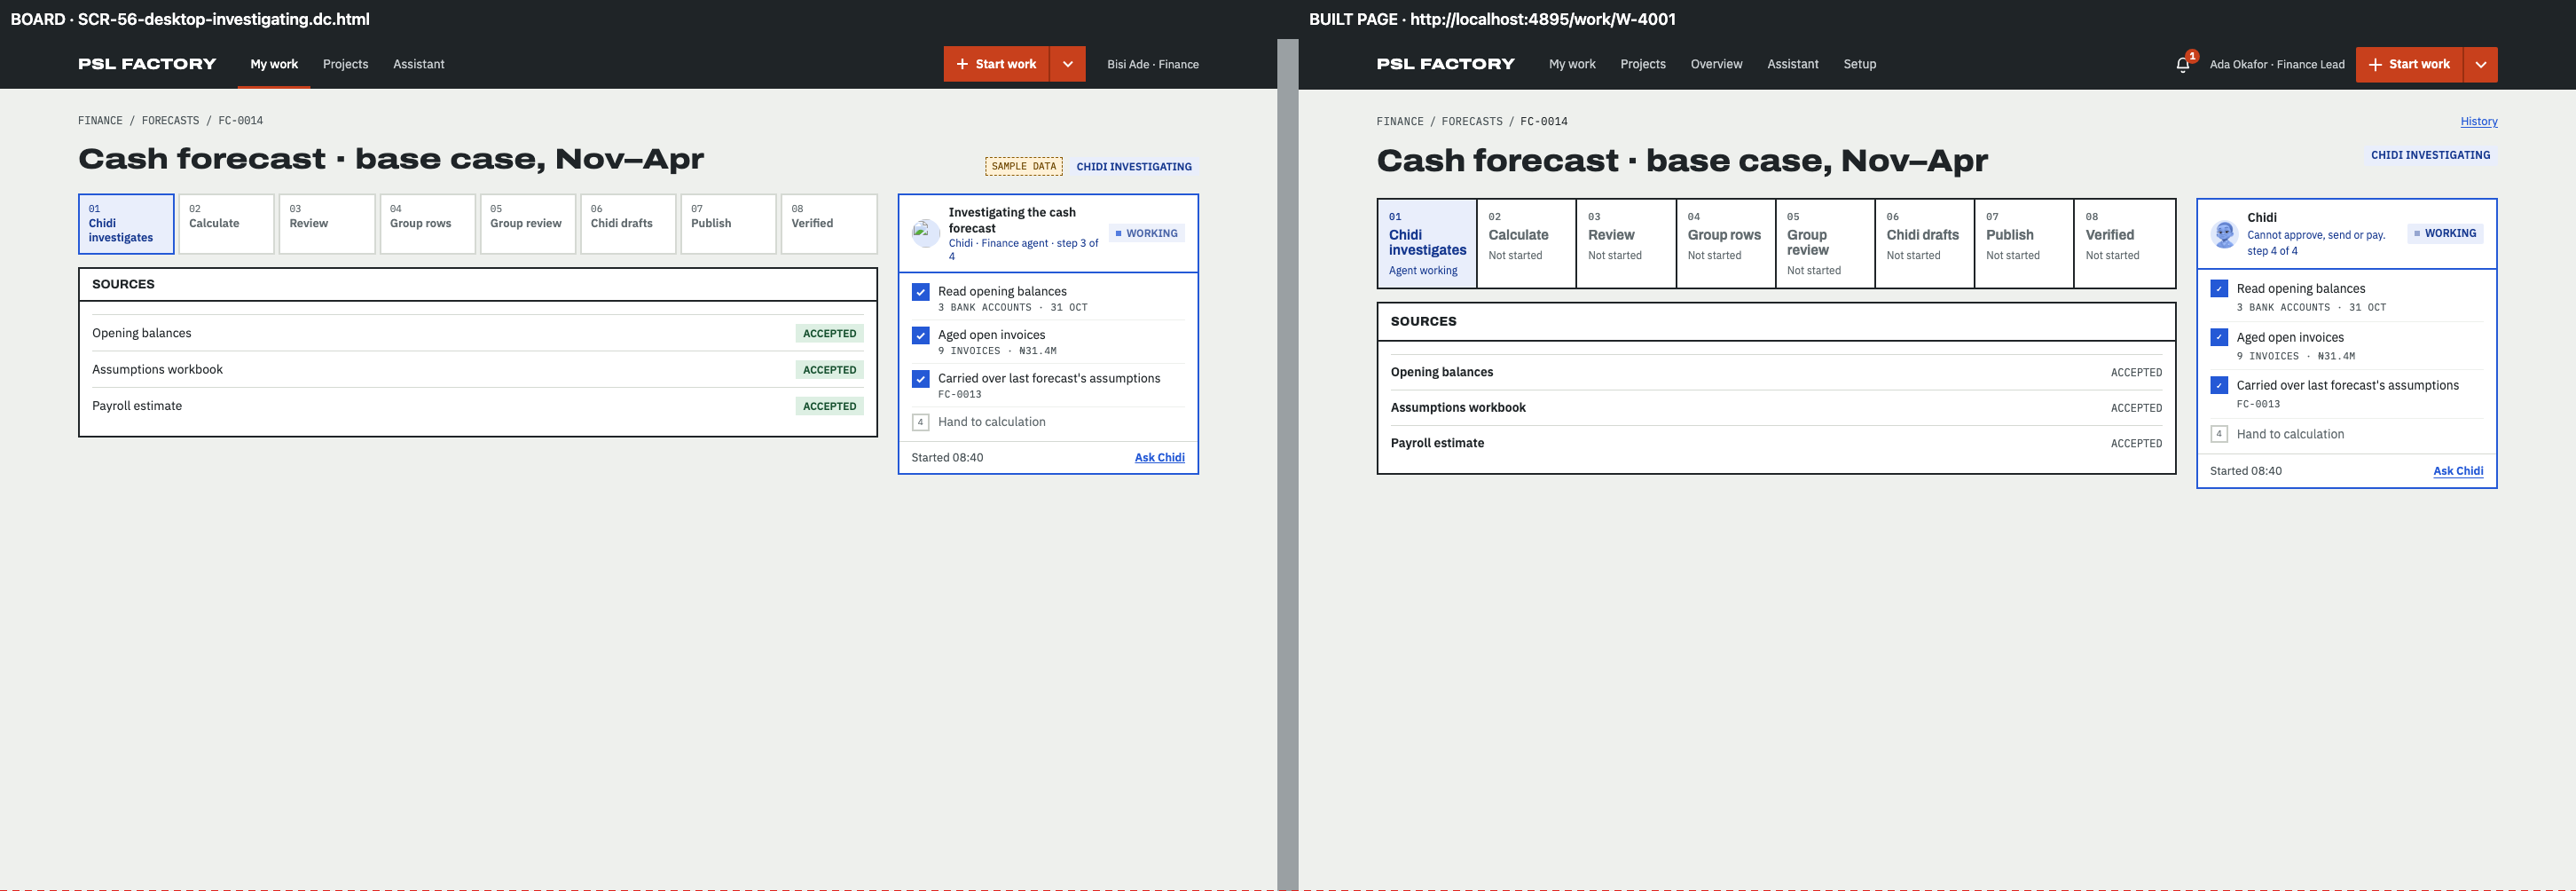 BOARD · SCR-56-desktop-investigating.dc.html
PSL FACTORY My work Projects Assistant + Start work Bisi Ade · Finance
FINANCE / FORECASTS / FC-0014
Cash forecast · base case, Nov–Apr
SAMPLE DATA CHIDI INVESTIGATING
01 Chidi investigates
02 Calculate
03 Review
04 Group rows
05 Group review
06 Chidi drafts
07 Publish
08 Verified
SOURCES
Opening balances ACCEPTED
Assumptions workbook ACCEPTED
Payroll estimate ACCEPTED
Investigating the cash
forecast
Chidi · Finance agent · step 3 of
4
WORKING
Read opening balances
3 BANK ACCOUNTS · 31 OCT
Aged open invoices
9 INVOICES · ₦31.4M
Carried over last forecast's assumptions
FC-0013
4 Hand to calculation
Started 08:40 Ask Chidi
BUILT PAGE · http://localhost:4895/work/W-4001
PSL FACTORY My work Projects Overview Assistant Setup 1 Ada Okafor · Finance Lead + Start work
FINANCE / FORECASTS / FC-0014 History
Cash forecast · base case, Nov–Apr
CHIDI INVESTIGATING
01 Chidi investigates Agent working
02 Calculate Not started
03 Review Not started
04 Group rows Not started
05 Group review Not started
06 Chidi drafts Not started
07 Publish Not started
08 Verified Not started
SOURCES
Opening balances ACCEPTED
Assumptions workbook ACCEPTED
Payroll estimate ACCEPTED
Chidi
Cannot approve, send or pay.
step 4 of 4
WORKING
Read opening balances
3 BANK ACCOUNTS · 31 OCT
Aged open invoices
9 INVOICES · ₦31.4M
Carried over last forecast's assumptions
FC-0013
4 Hand to calculation
Started 08:40 Ask Chidi